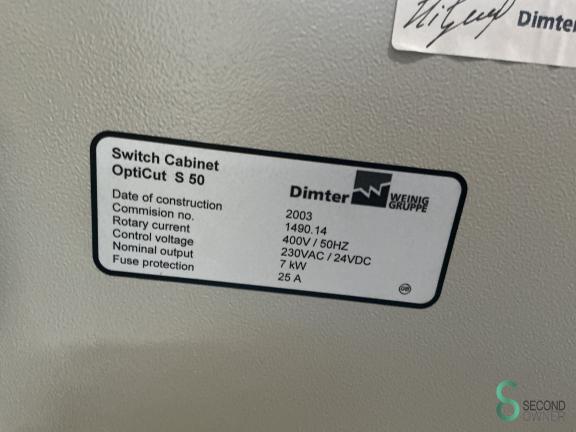 Dimter
Switch Cabinet
OptiCut S 50
Dimter WEINIG
GRUPPE
Date of construction 2003
Commision no. 1490.14
Rotary current 400V / 50HZ
Control voltage 230VAC / 24VDC
Nominal output 7 kW
Fuse protection 25 A
GB
SECOND
OWNER